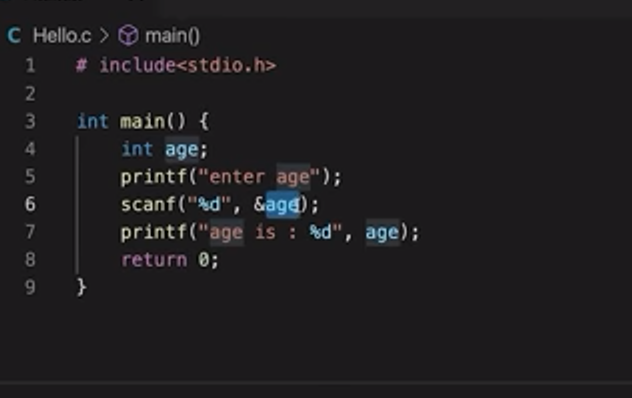 C Hello.c > main()
1 # include<stdio.h>
2
3 int main() {
4 int age;
5 printf("enter age");
6 scanf("%d", &age);
7 printf("age is : %d", age);
8 return 0;
9 }